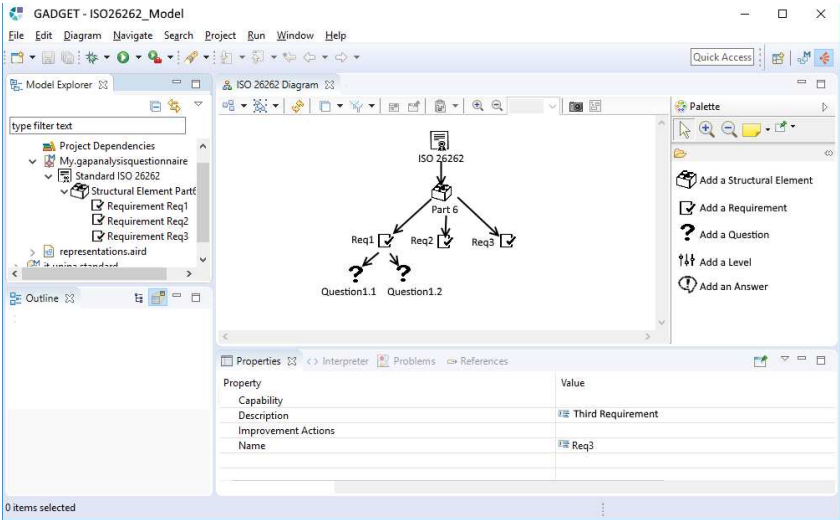 GADGET - ISO26262_Model
File Edit Diagram Navigate Search Project Run Window Help
Quick Access
Model Explorer
type filter text
Project Dependencies
My.gapanalysisquestionnaire
Standard ISO 26262
Structural Element Part6
Requirement Req1
Requirement Req2
Requirement Req3
representations.aird
it.unina.standard
Outline
ISO 26262 Diagram
ISO 26262
Part 6
Req1 Req2 Req3
Question1.1 Question1.2
Palette
Add a Structural Element
Add a Requirement
Add a Question
Add a Level
Add an Answer
Properties Interpreter Problems References
Property Value
Capability
Description Third Requirement
Improvement Actions
Name Req3
0 items selected